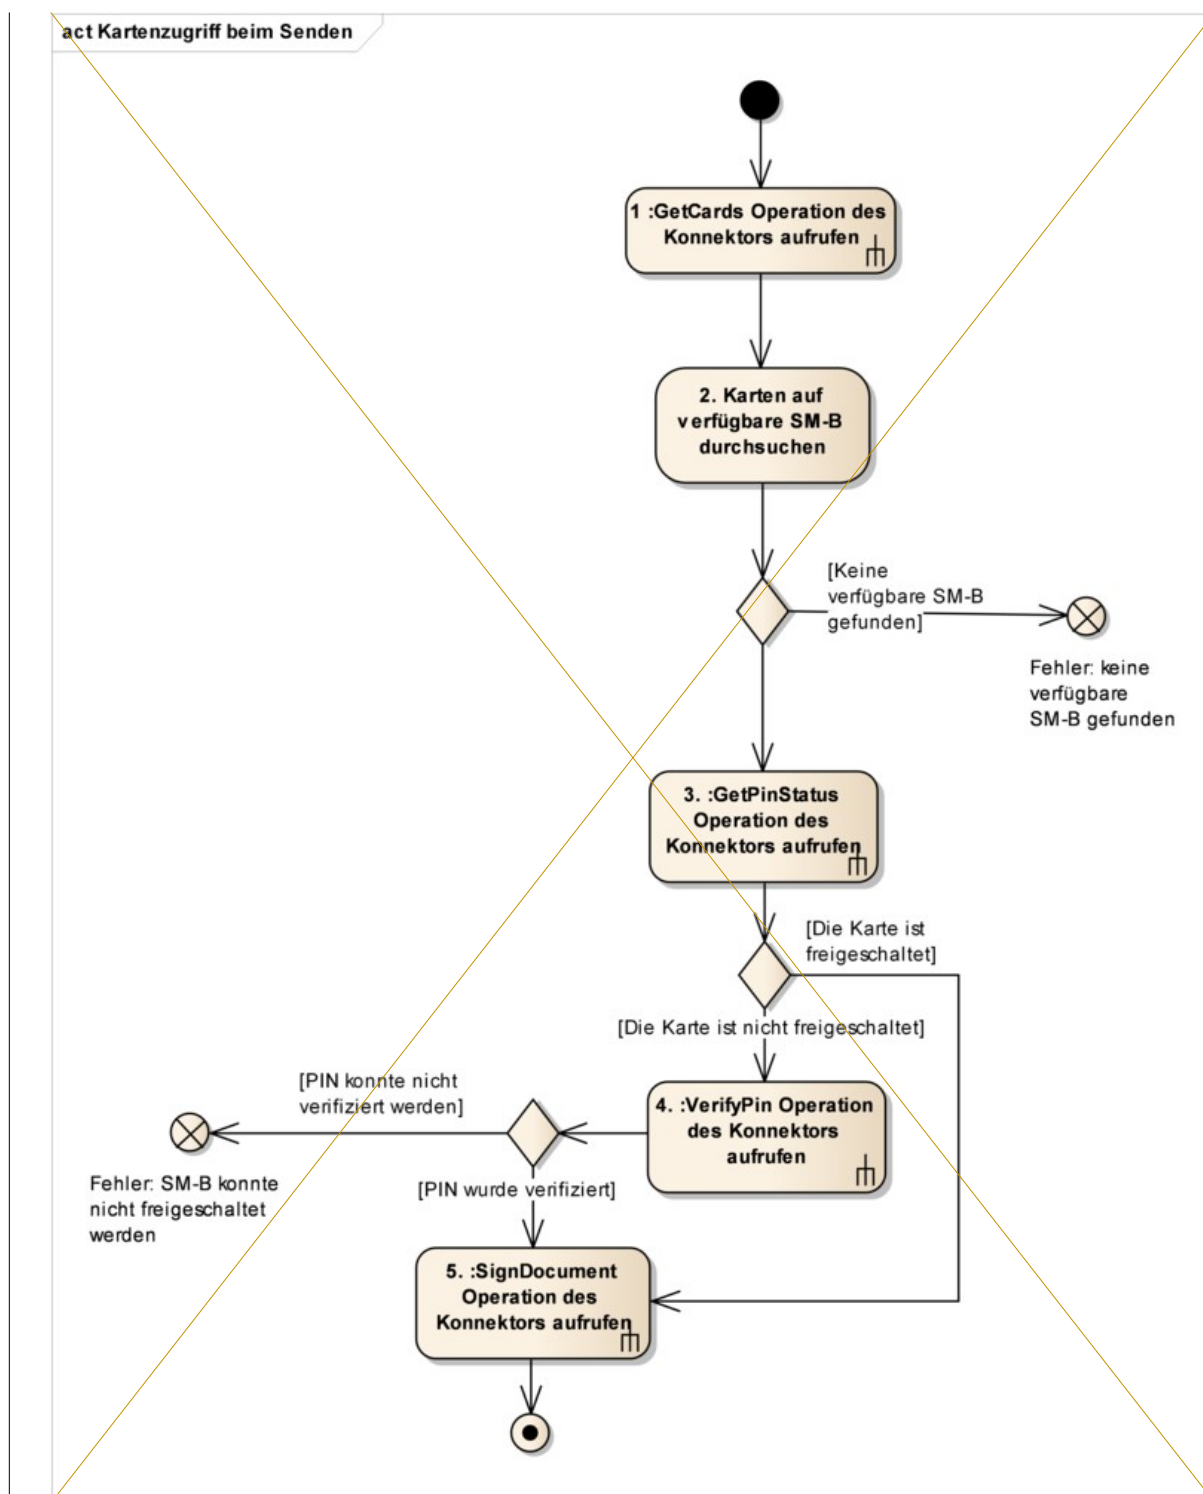 act Kartenzugriff beim Senden
1 :GetCards Operation des
Konnektors aufrufen
2. Karten auf
verfügbare SM-B
durchsuchen
[Keine
verfügbare SM-B
gefunden]
Fehler: keine
verfügbare
SM-B gefunden
3. :GetPinStatus
Operation des
Konnektors aufrufen
[Die Karte ist
freigeschaltet]
[Die Karte ist nicht freigeschaltet]
[PIN konnte nicht
verifiziert werden]
4. :VerifyPin Operation
des Konnektors
aufrufen
Fehler: SM-B konnte
nicht freigeschaltet
werden
[PIN wurde verifiziert]
5. :SignDocument
Operation des
Konnektors aufrufen